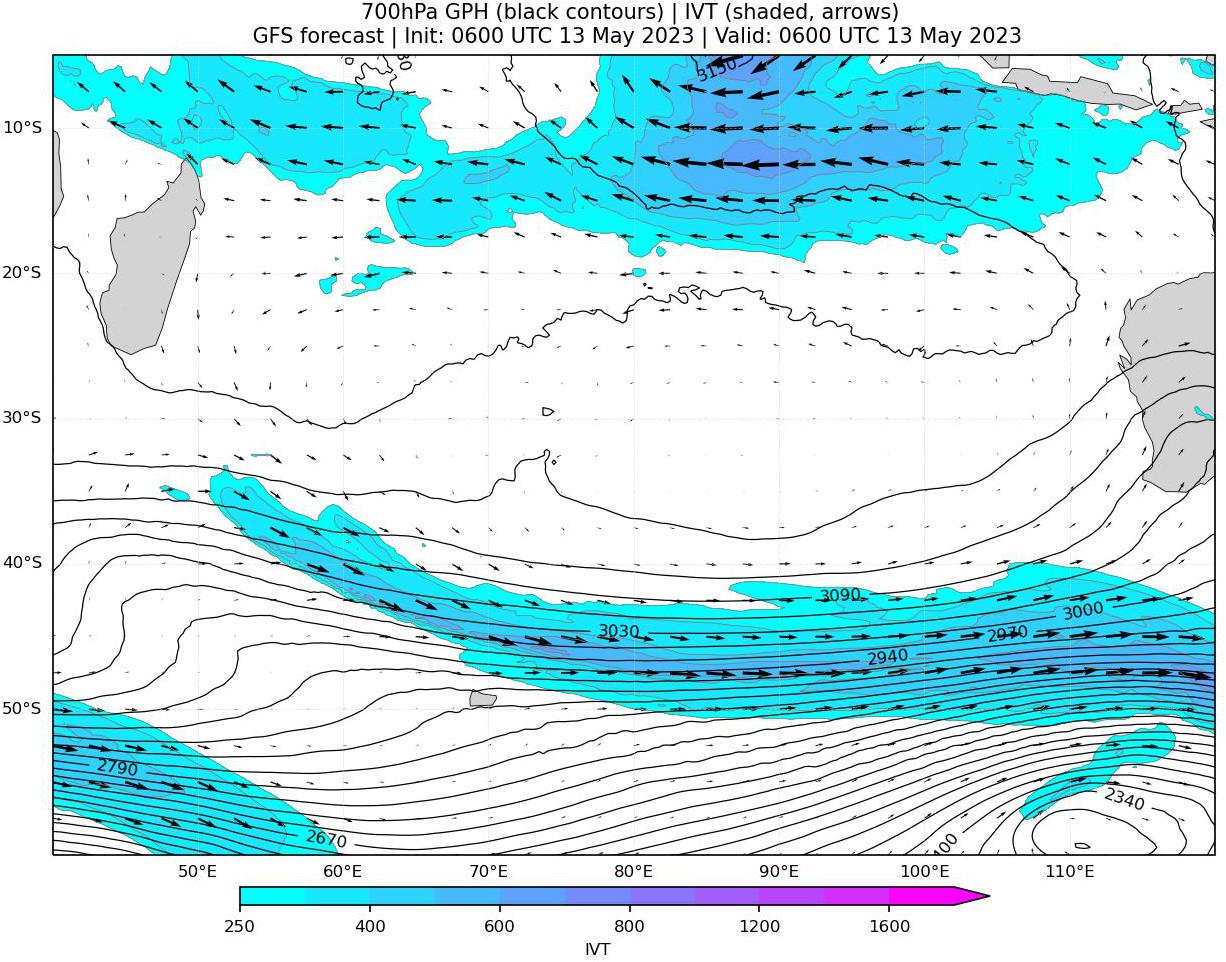 700hPa GPH (black contours) | IVT (shaded, arrows)
GFS forecast | Init: 0600 UTC 13 May 2023 | Valid: 0600 UTC 13 May 2023
3150
10°S
20°S
30°S
40°S
50°S
3090
3030
3000
2970
2940
2790
2670
2340
50°E
60°E
70°E
80°E
90°E
100°E
110°E
250
400
600
800
1200
1600
IVT